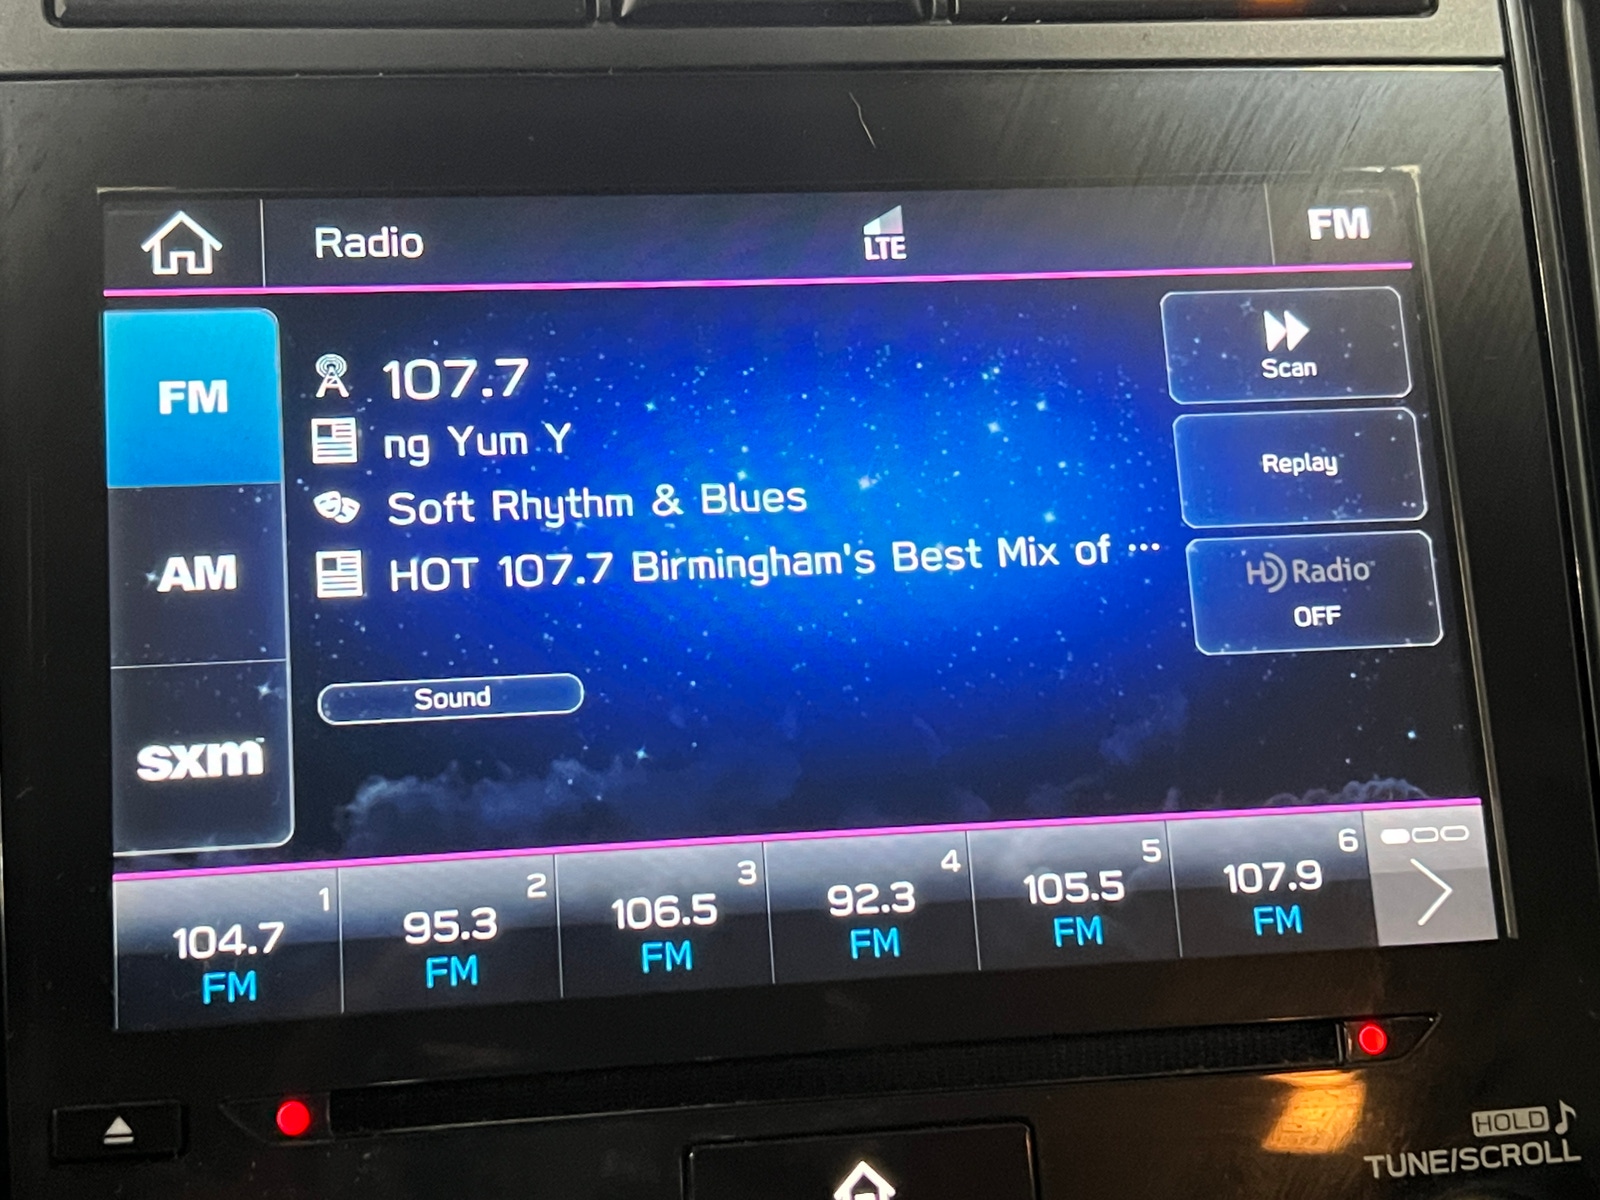 Radio
LTE
FM
FM
AM
sxm
107.7
ng Yum Y
Soft Rhythm & Blues
HOT 107.7 Birmingham's Best Mix of ...
Sound
Scan
Replay
HD Radio
OFF
1
104.7
FM
2
95.3
FM
3
106.5
FM
4
92.3
FM
5
105.5
FM
6
107.9
FM
HOLD
TUNE/SCROLL